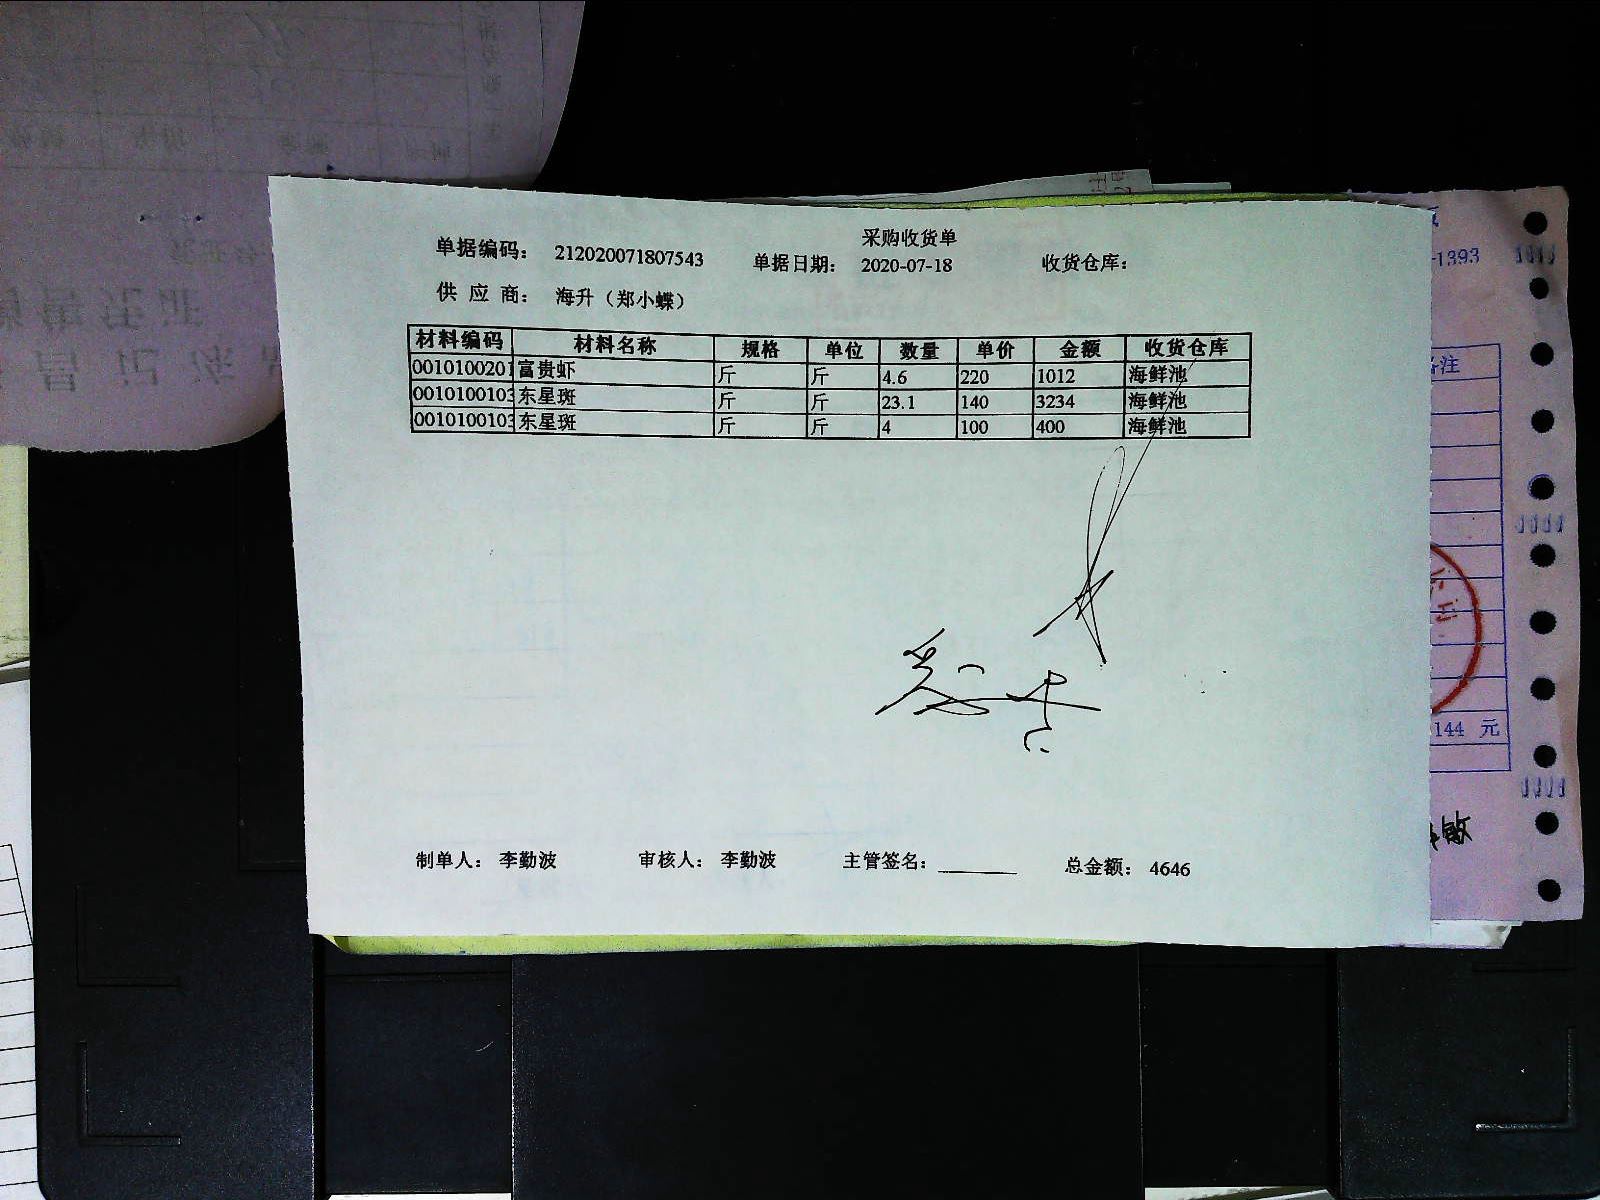 采购收货单
单据编码： 212020071807543 单据日期： 2020-07-18 收货仓库：
供 应 商： 海升（郑小蝶）
材料编码 材料名称 规格 单位 数量 单价 金额 收货仓库
0010100201 富贵虾 斤 斤 4.6 220 1012 海鲜池
0010100103 东星斑 斤 斤 23.1 140 3234 海鲜池
0010100103 东星斑 斤 斤 4 100 400 海鲜池
制单人： 李勤波 审核人： 李勤波 主管签名： 总金额： 4646
-1393
备注
144 元
敏